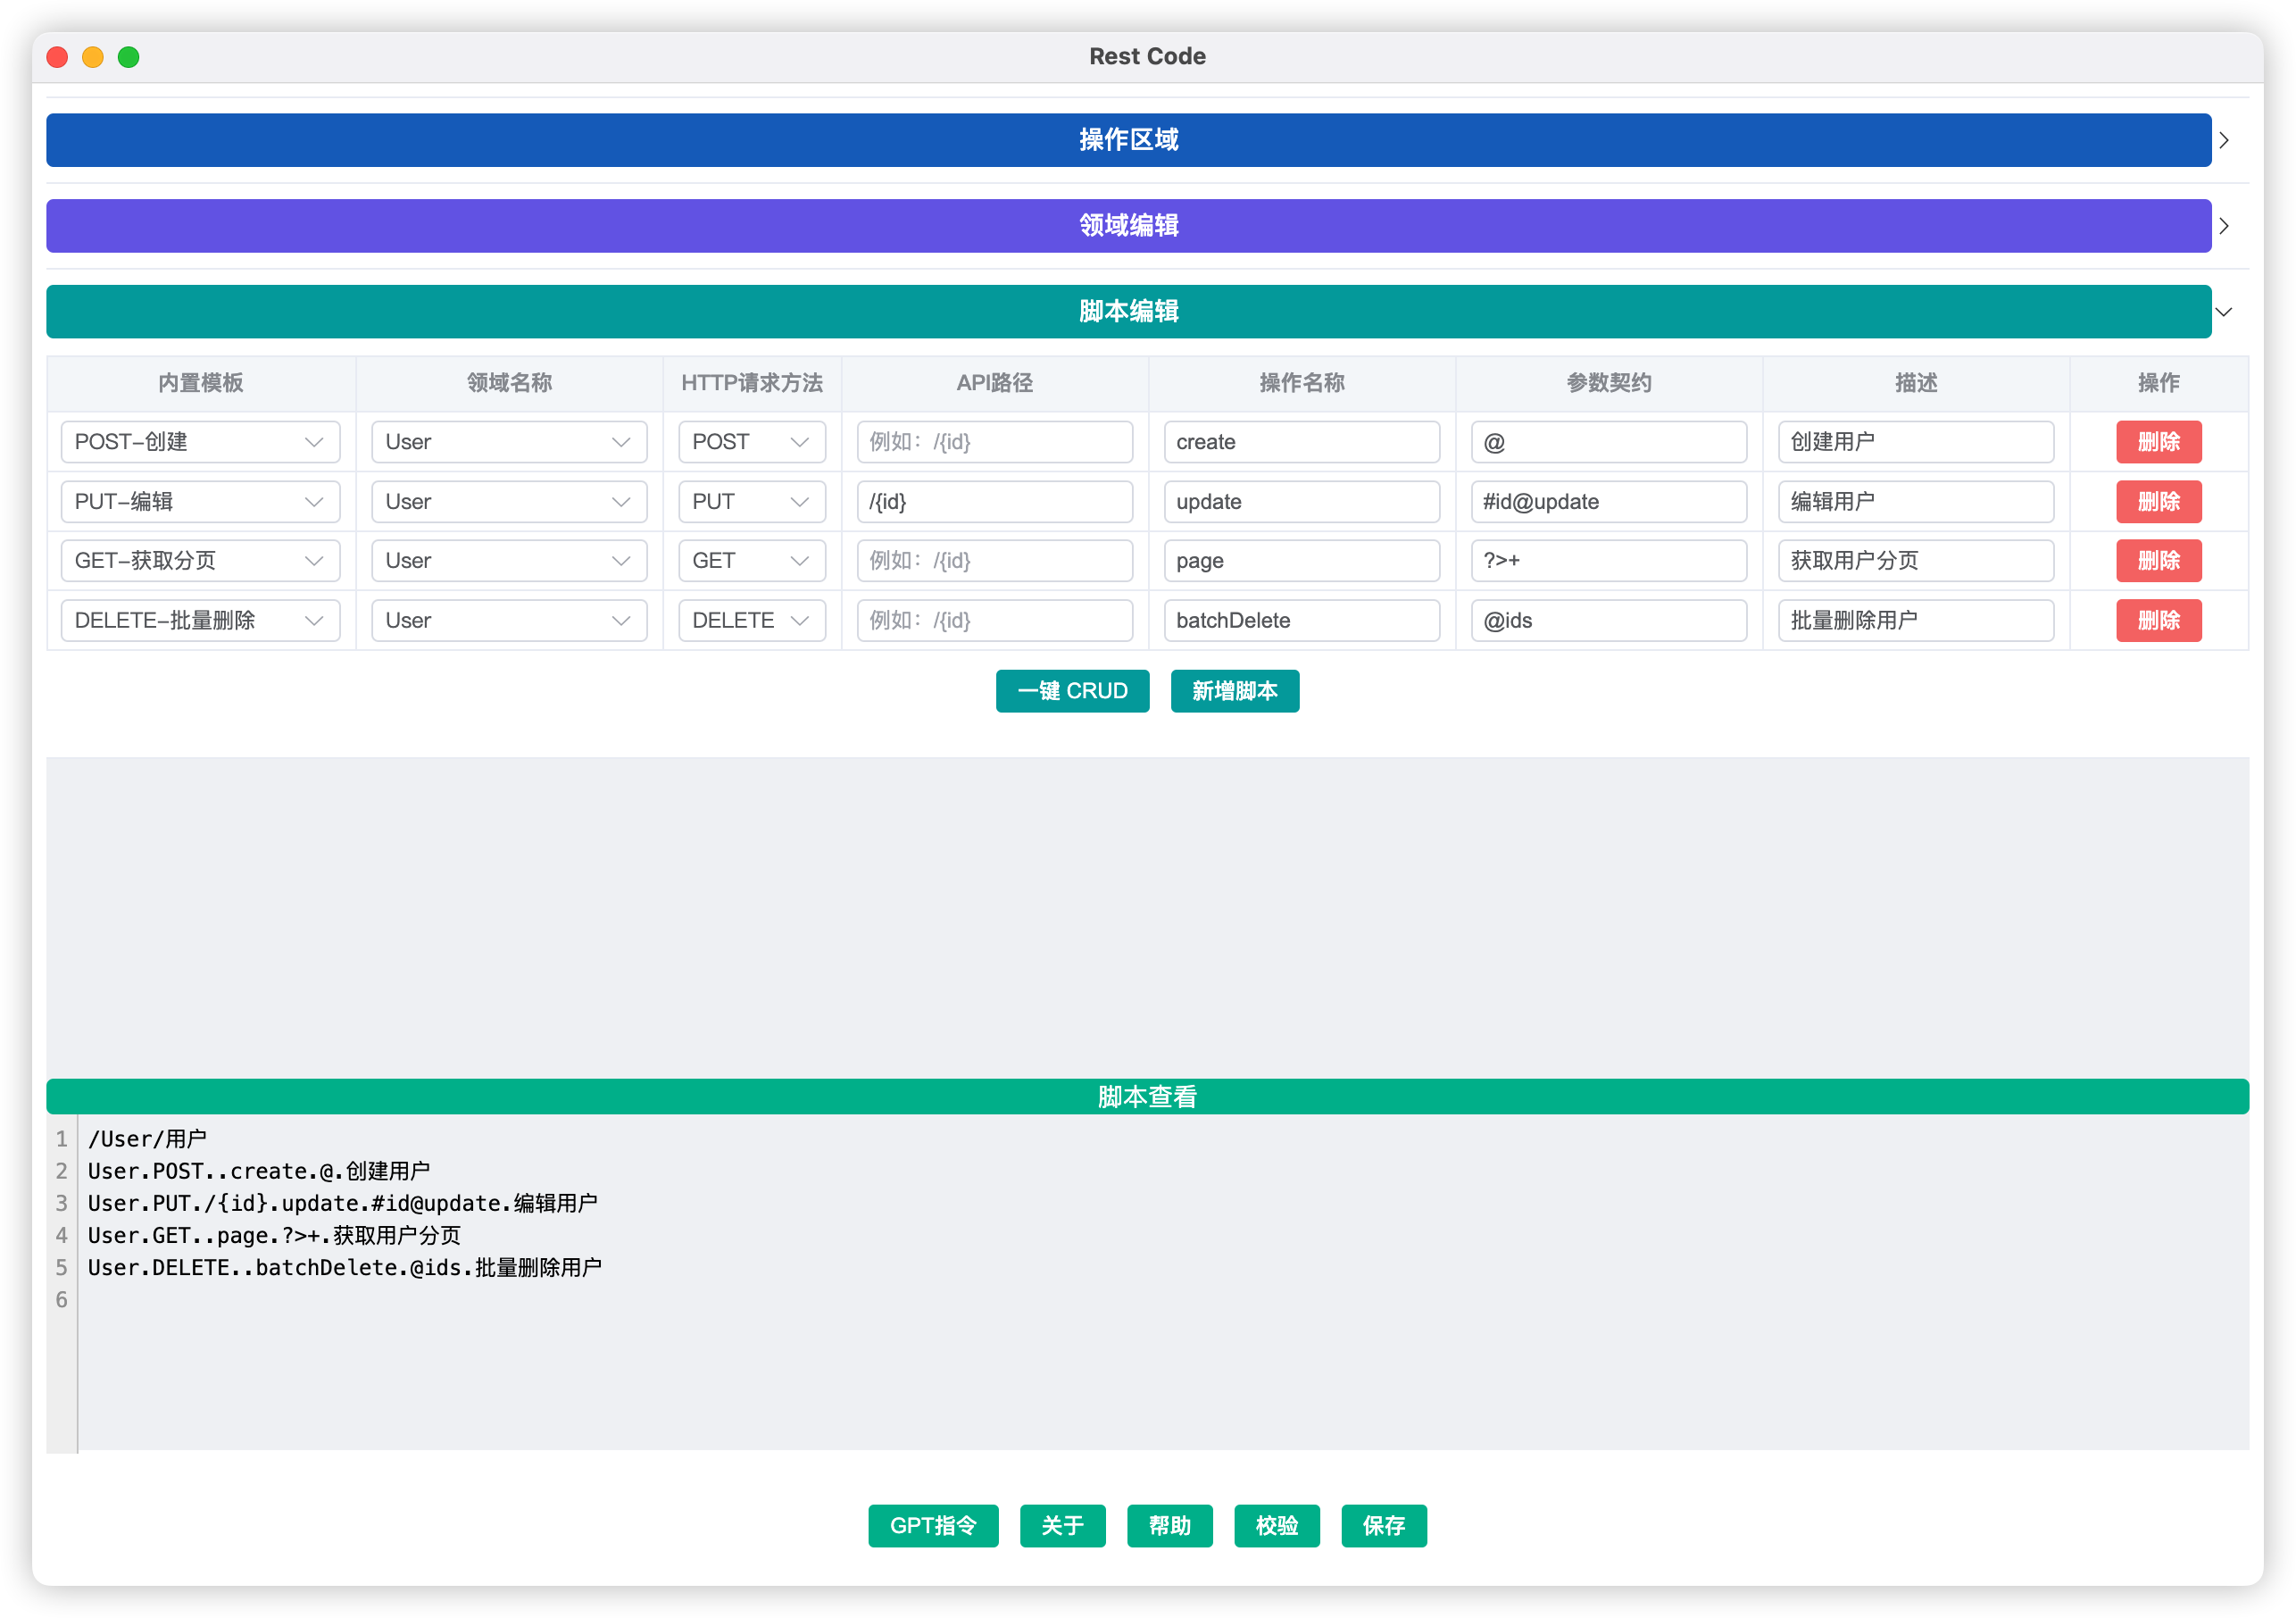 Rest Code
操作区域
领域编辑
脚本编辑
内置模板 领域名称 HTTP请求方法 API路径 操作名称 参数契约 描述 操作
POST–创建 User POST 例如：/{id} create @ 创建用户 删除
PUT–编辑 User PUT /{id} update #id@update 编辑用户 删除
GET–获取分页 User GET 例如：/{id} page ?>+ 获取用户分页 删除
DELETE–批量删除 User DELETE 例如：/{id} batchDelete @ids 批量删除用户 删除
一键 CRUD 新增脚本
脚本查看
1 /User/用户
2 User.POST..create.@.创建用户
3 User.PUT./{id}.update.#id@update.编辑用户
4 User.GET..page.?>+.获取用户分页
5 User.DELETE..batchDelete.@ids.批量删除用户
6
GPT指令 关于 帮助 校验 保存